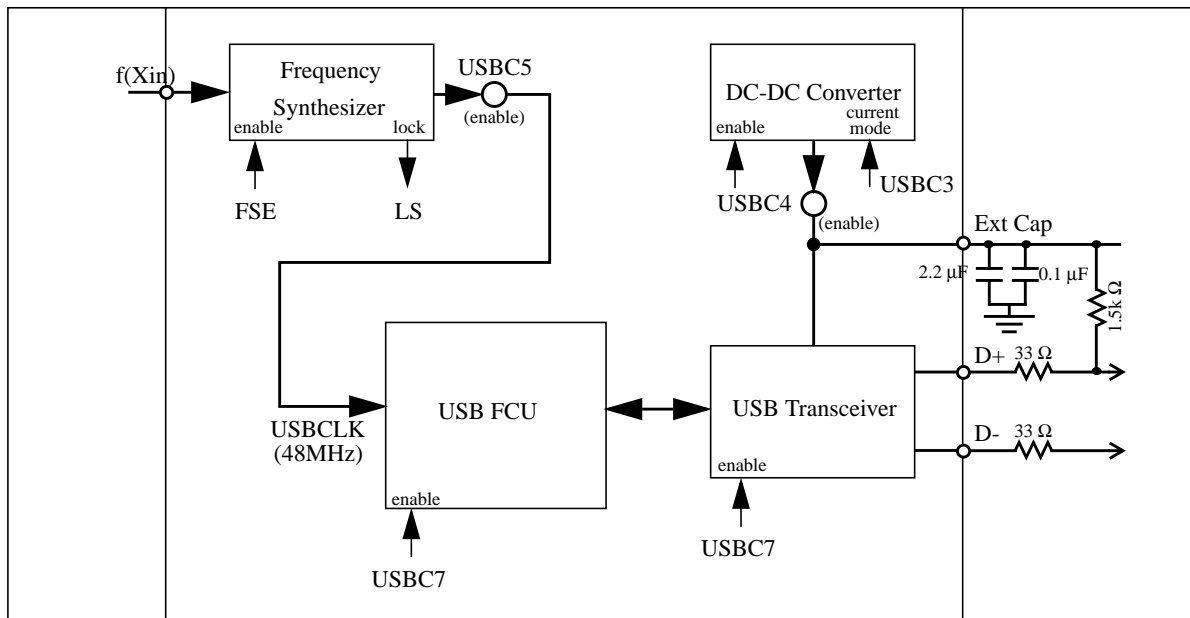 f(Xin)
Frequency
Synthesizer
enable
lock
FSE
LS
USBC5
(enable)
DC-DC Converter
enable
current
mode
USBC4
USBC3
(enable)
Ext Cap
2.2 µF
0.1 µF
1.5k Ω
USBCLK
(48MHz)
USB FCU
enable
USBC7
USB Transceiver
enable
USBC7
D+
33 Ω
D-
33 Ω